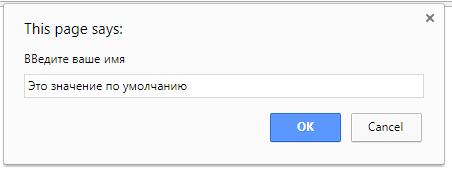 This page says:
ВВедите ваше имя
Это значение по умолчанию
OK
Cancel